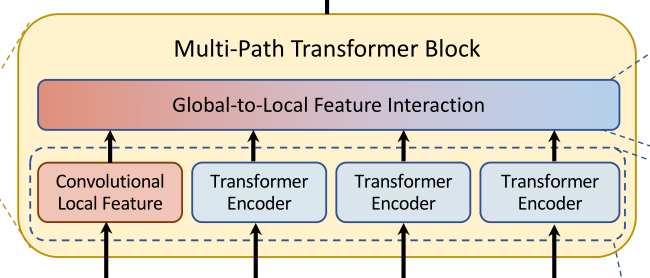 Multi-Path Transformer Block
Global-to-Local Feature Interaction
Convolutional
Local Feature
Transformer
Encoder
Transformer
Encoder
Transformer
Encoder